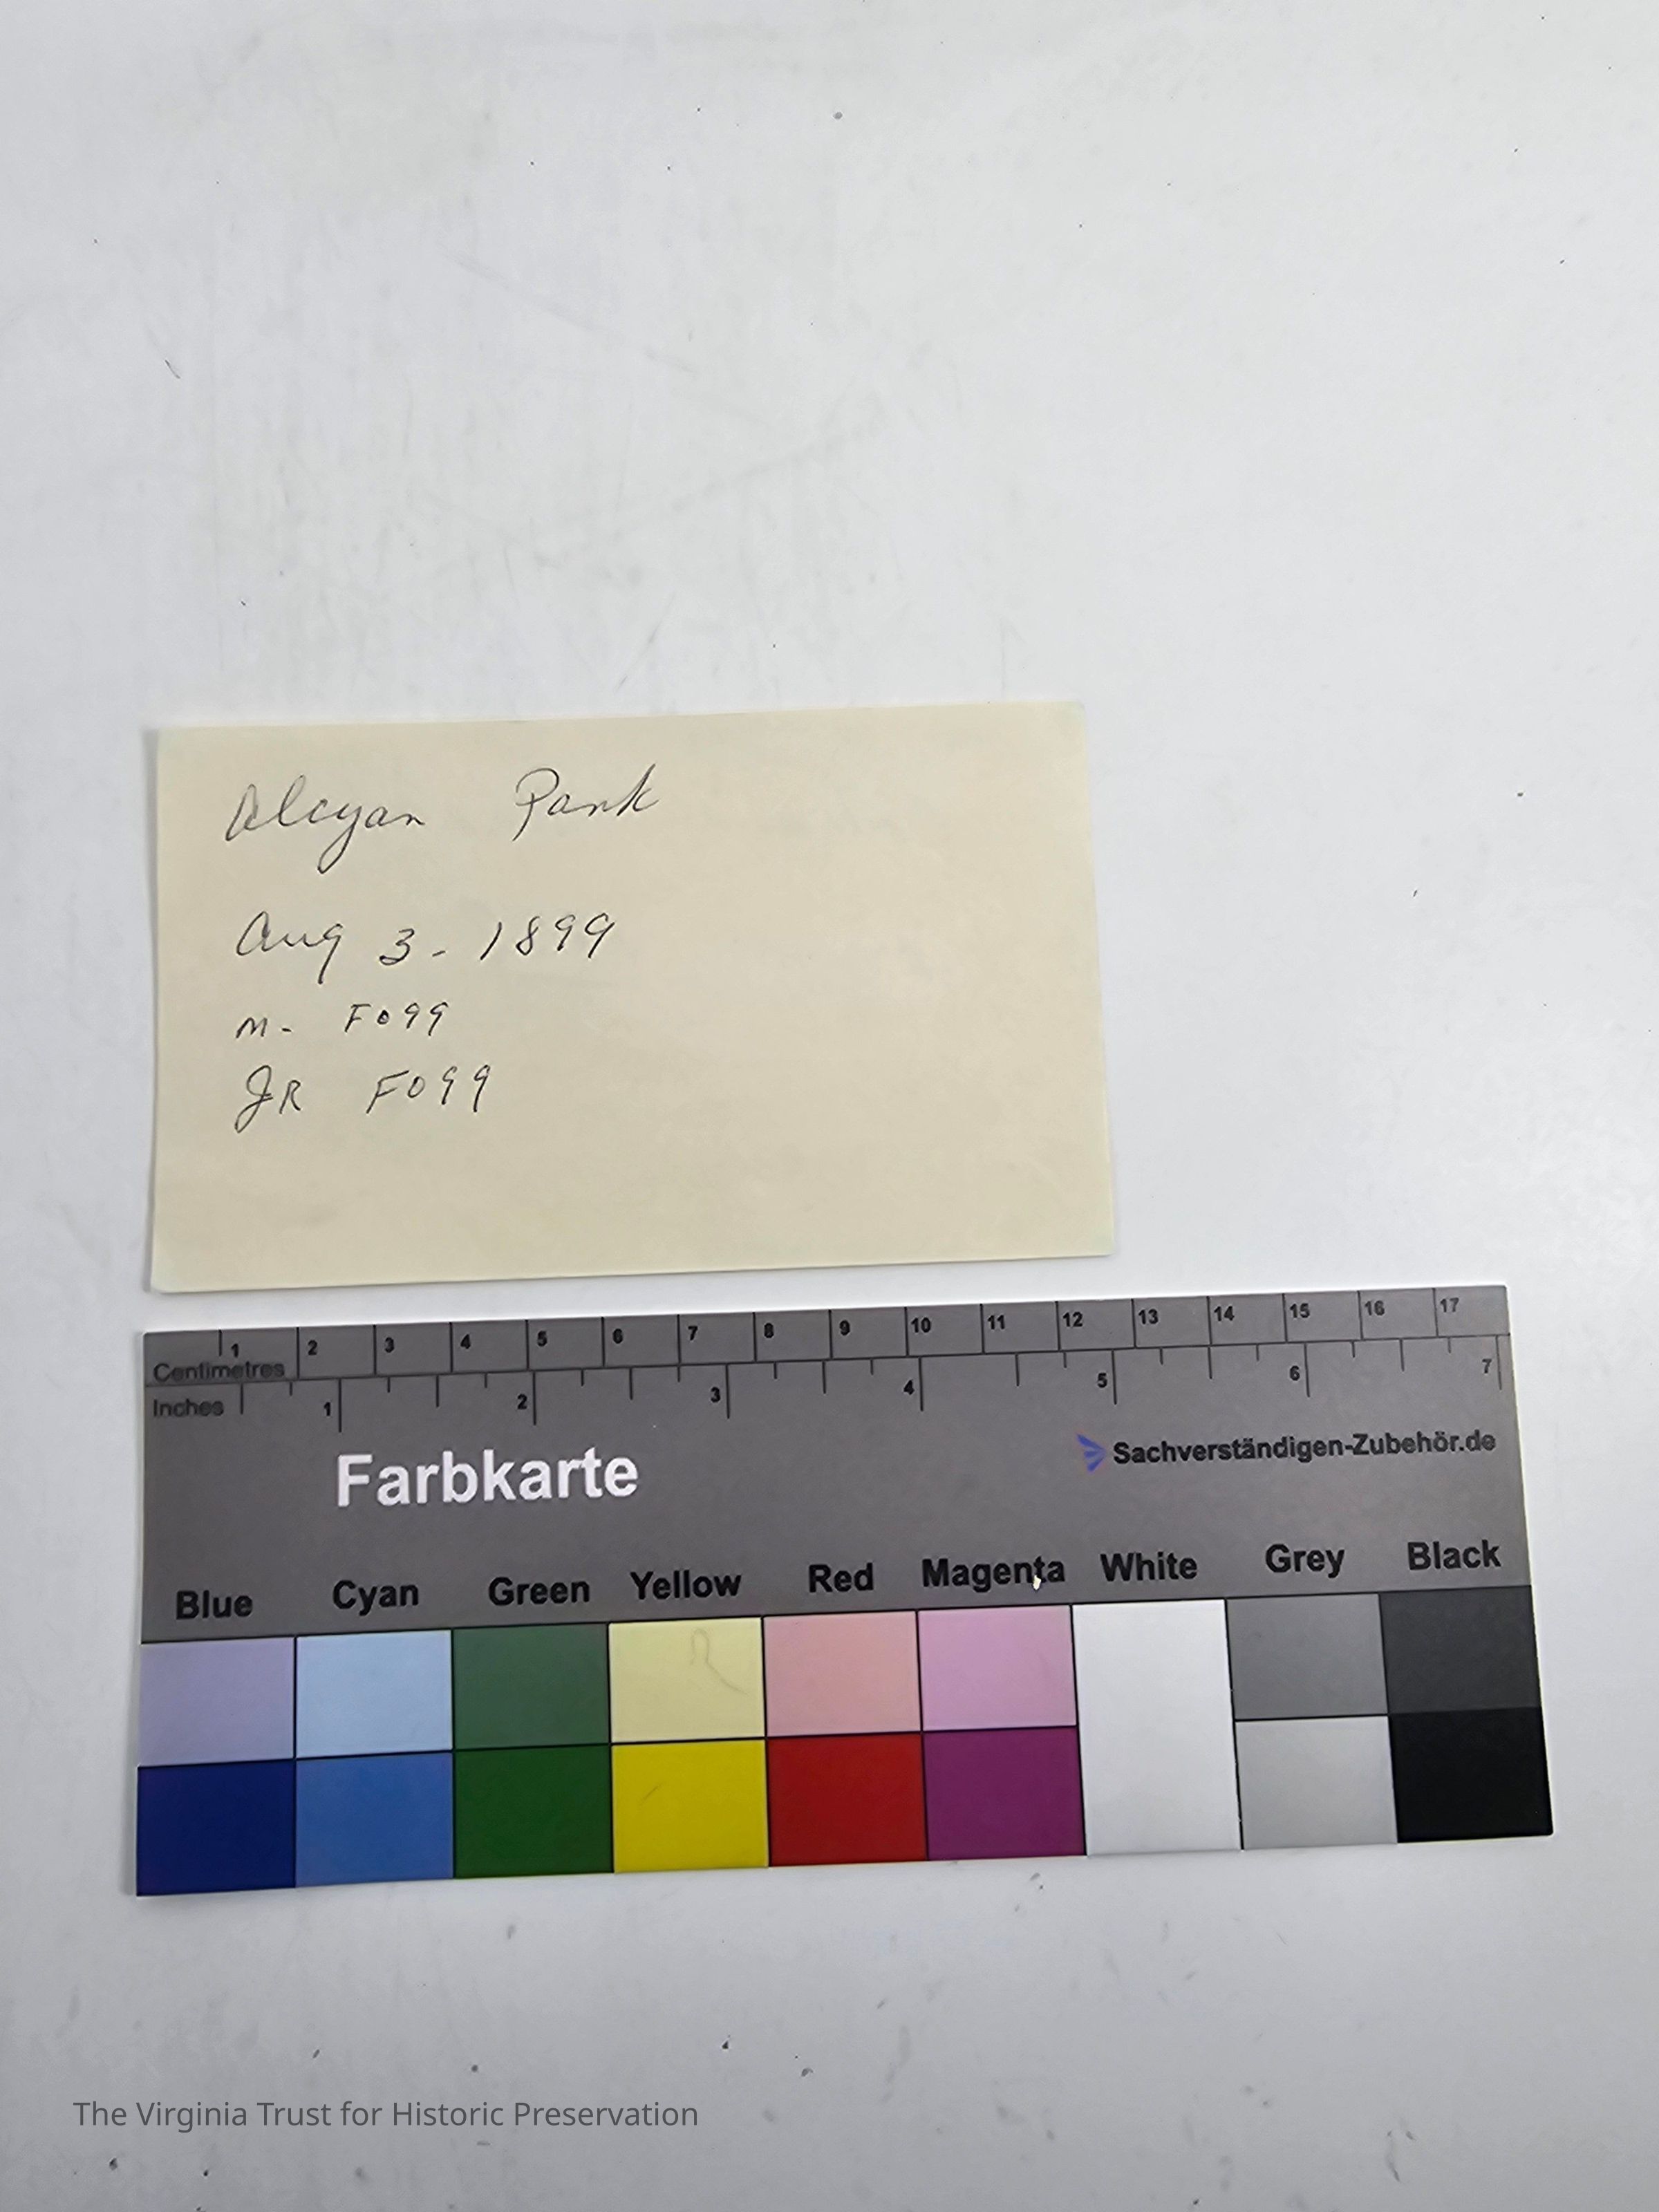 Alcyan Park
Aug 3 - 1899
M - F099
JR F099
1 2 3 4 5 6 7 8 9 10 11 12 13 14 15 16 17
Centimetres
Inches 1 2 3 4 5 6 7
Farbkarte
Sachverständigen-Zubehör.de
Blue Cyan Green Yellow Red Magenta White Grey Black
The Virginia Trust for Historic Preservation